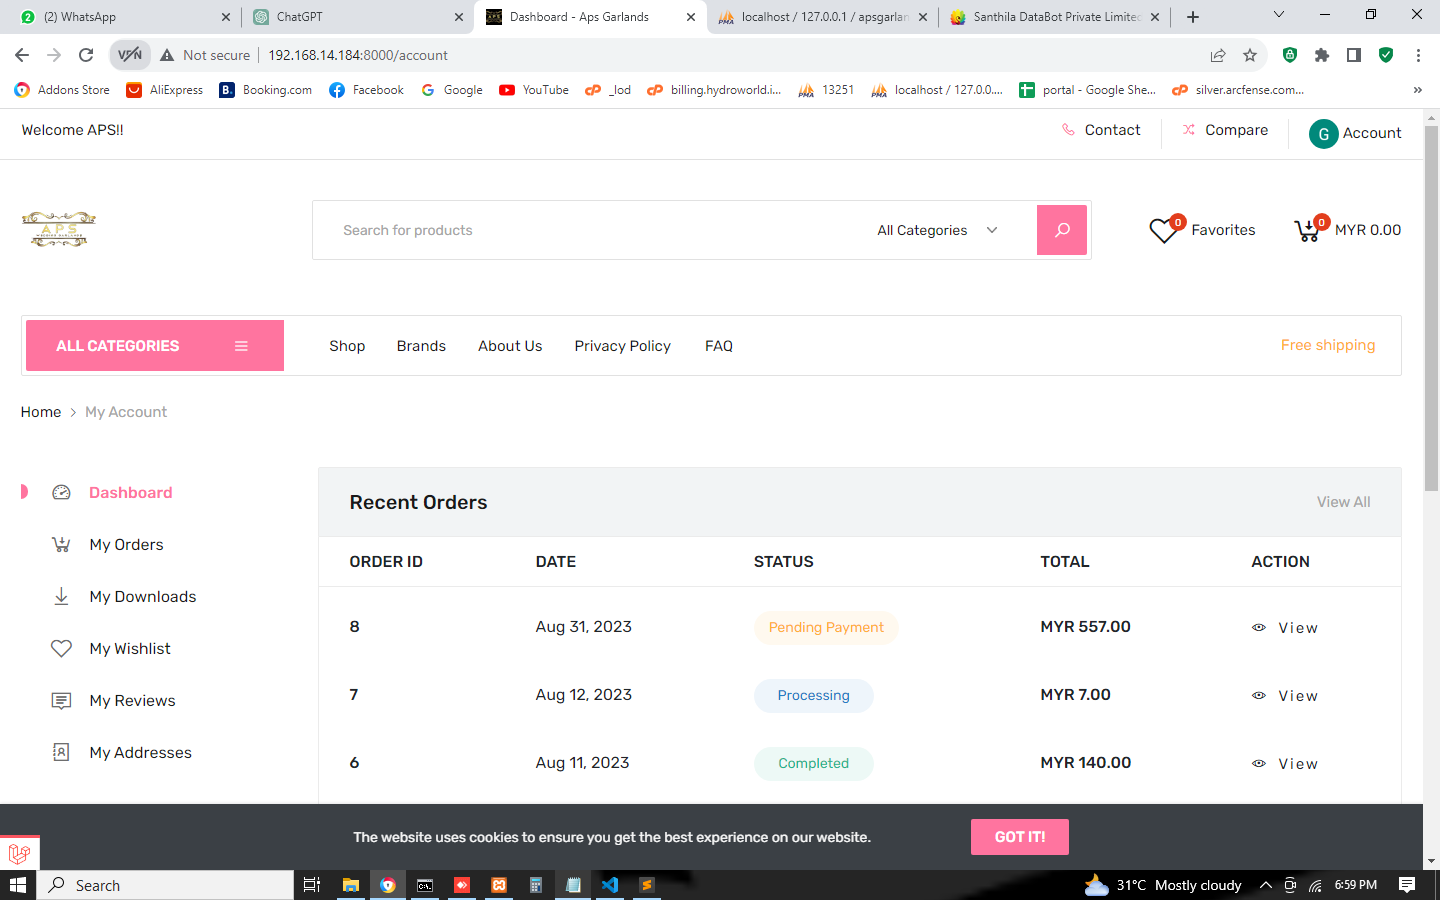 (2) WhatsApp
ChatGPT
Dashboard - Aps Garlands
localhost / 127.0.0.1 / apsgarlan
Santhila DataBot Private Limited
VPN
Not secure
192.168.14.184:8000/account
Addons Store
AliExpress
Booking.com
Facebook
Google
YouTube
_lod
billing.hydroworld.i...
13251
localhost / 127.0.0....
portal - Google She...
silver.arcfense.com...
»
Welcome APS!!
Contact
Compare
G
Account
APS
Search for products
All Categories
0
Favorites
0
MYR 0.00
ALL CATEGORIES
Shop
Brands
About Us
Privacy Policy
FAQ
Free shipping
Home
My Account
Dashboard
My Orders
My Downloads
My Wishlist
My Reviews
My Addresses
Recent Orders
View All
ORDER ID DATE STATUS TOTAL ACTION
8 Aug 31, 2023 Pending Payment MYR 557.00 View
7 Aug 12, 2023 Processing MYR 7.00 View
6 Aug 11, 2023 Completed MYR 140.00 View
The website uses cookies to ensure you get the best experience on our website.
GOT IT!
Search
31°C Mostly cloudy
6:59 PM